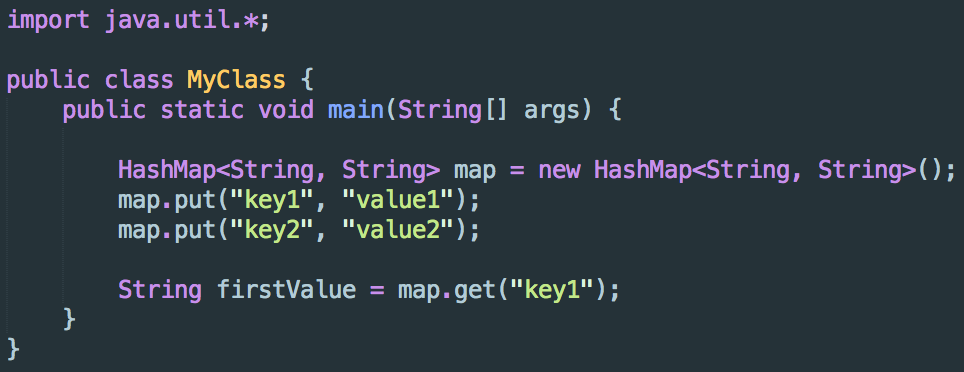 import java.util.*;
public class MyClass {
public static void main(String[] args) {
HashMap<String, String> map = new HashMap<String, String>();
map.put("key1", "value1");
map.put("key2", "value2");
String firstValue = map.get("key1");
}
}